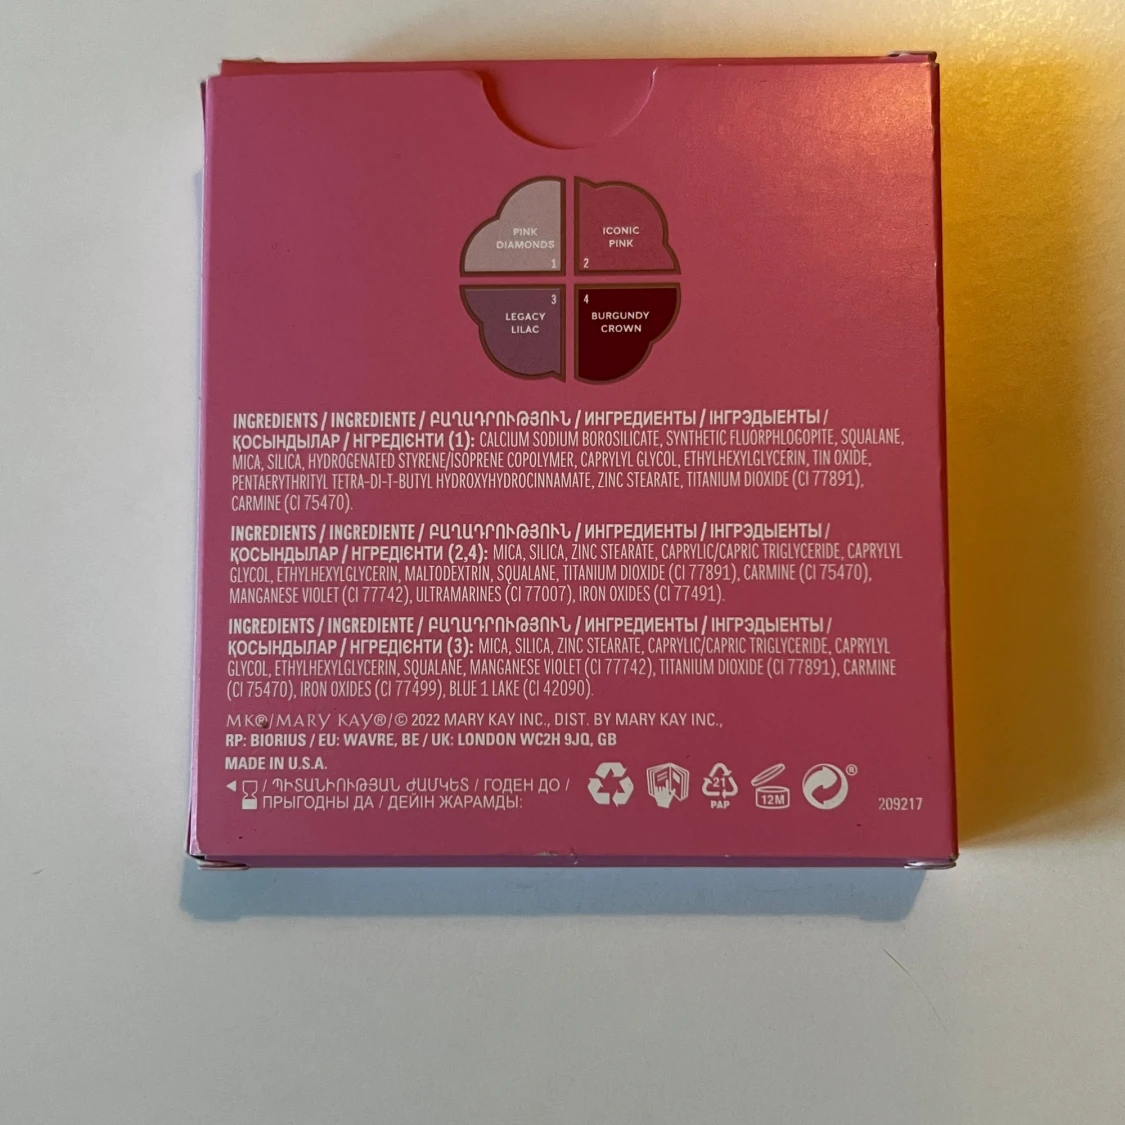 PINK
DIAMONDS
1
ICONIC
PINK
2
3
LEGACY
LILAC
4
BURGUNDY
CROWN
INGREDIENTS / INGREDIENTE / ԲԱՂԱԴՐՈՒԹՅՈՒՆ / ИНГРЕДИЕНТЫ / ІНГРЭДЫЕНТЫ /
ҚОСЫНДЫЛАР / НГРЕДІЄНТИ (1): CALCIUM SODIUM BOROSILICATE, SYNTHETIC FLUORPHLOGOPITE, SQUALANE,
MICA, SILICA, HYDROGENATED STYRENE/ISOPRENE COPOLYMER, CAPRYLYL GLYCOL, ETHYLHEXYLGLYCERIN, TIN OXIDE,
PENTAERYTHRITYL TETRA-DI-T-BUTYL HYDROXYHYDROCINNAMATE, ZINC STEARATE, TITANIUM DIOXIDE (CI 77891),
CARMINE (CI 75470).
INGREDIENTS / INGREDIENTE / ԲԱՂԱԴՐՈՒԹՅՈՒՆ / ИНГРЕДИЕНТЫ / ІНГРЭДЫЕНТЫ /
ҚОСЫНДЫЛАР / НГРЕДІЄНТИ (2,4): MICA, SILICA, ZINC STEARATE, CAPRYLIC/CAPRIC TRIGLYCERIDE, CAPRYLYL
GLYCOL, ETHYLHEXYLGLYCERIN, MALTODEXTRIN, SQUALANE, TITANIUM DIOXIDE (CI 77891), CARMINE (CI 75470),
MANGANESE VIOLET (CI 77742), ULTRAMARINES (CI 77007), IRON OXIDES (CI 77491).
INGREDIENTS / INGREDIENTE / ԲԱՂԱԴՐՈՒԹՅՈՒՆ / ИНГРЕДИЕНТЫ / ІНГРЭДЫЕНТЫ /
ҚОСЫНДЫЛАР / НГРЕДІЄНТИ (3): MICA, SILICA, ZINC STEARATE, CAPRYLIC/CAPRIC TRIGLYCERIDE, CAPRYLYL
GLYCOL, ETHYLHEXYLGLYCERIN, SQUALANE, MANGANESE VIOLET (CI 77742), TITANIUM DIOXIDE (CI 77891), CARMINE
(CI 75470), IRON OXIDES (CI 77499), BLUE 1 LAKE (CI 42090).
MK®/MARY KAY®/© 2022 MARY KAY INC., DIST. BY MARY KAY INC.,
RP: BIORIUS / EU: WAVRE, BE / UK: LONDON WC2H 9JQ, GB
MADE IN U.S.A.
/ ՊԻՏԱՆԻՈՒԹՅԱՆ ԺԱՄԿԵՏ / ГОДЕН ДО /
ПРЫГОДНЫ ДА / ДЕЙІН ЖАРАМДЫ:
21
PAP
12M
®
209217